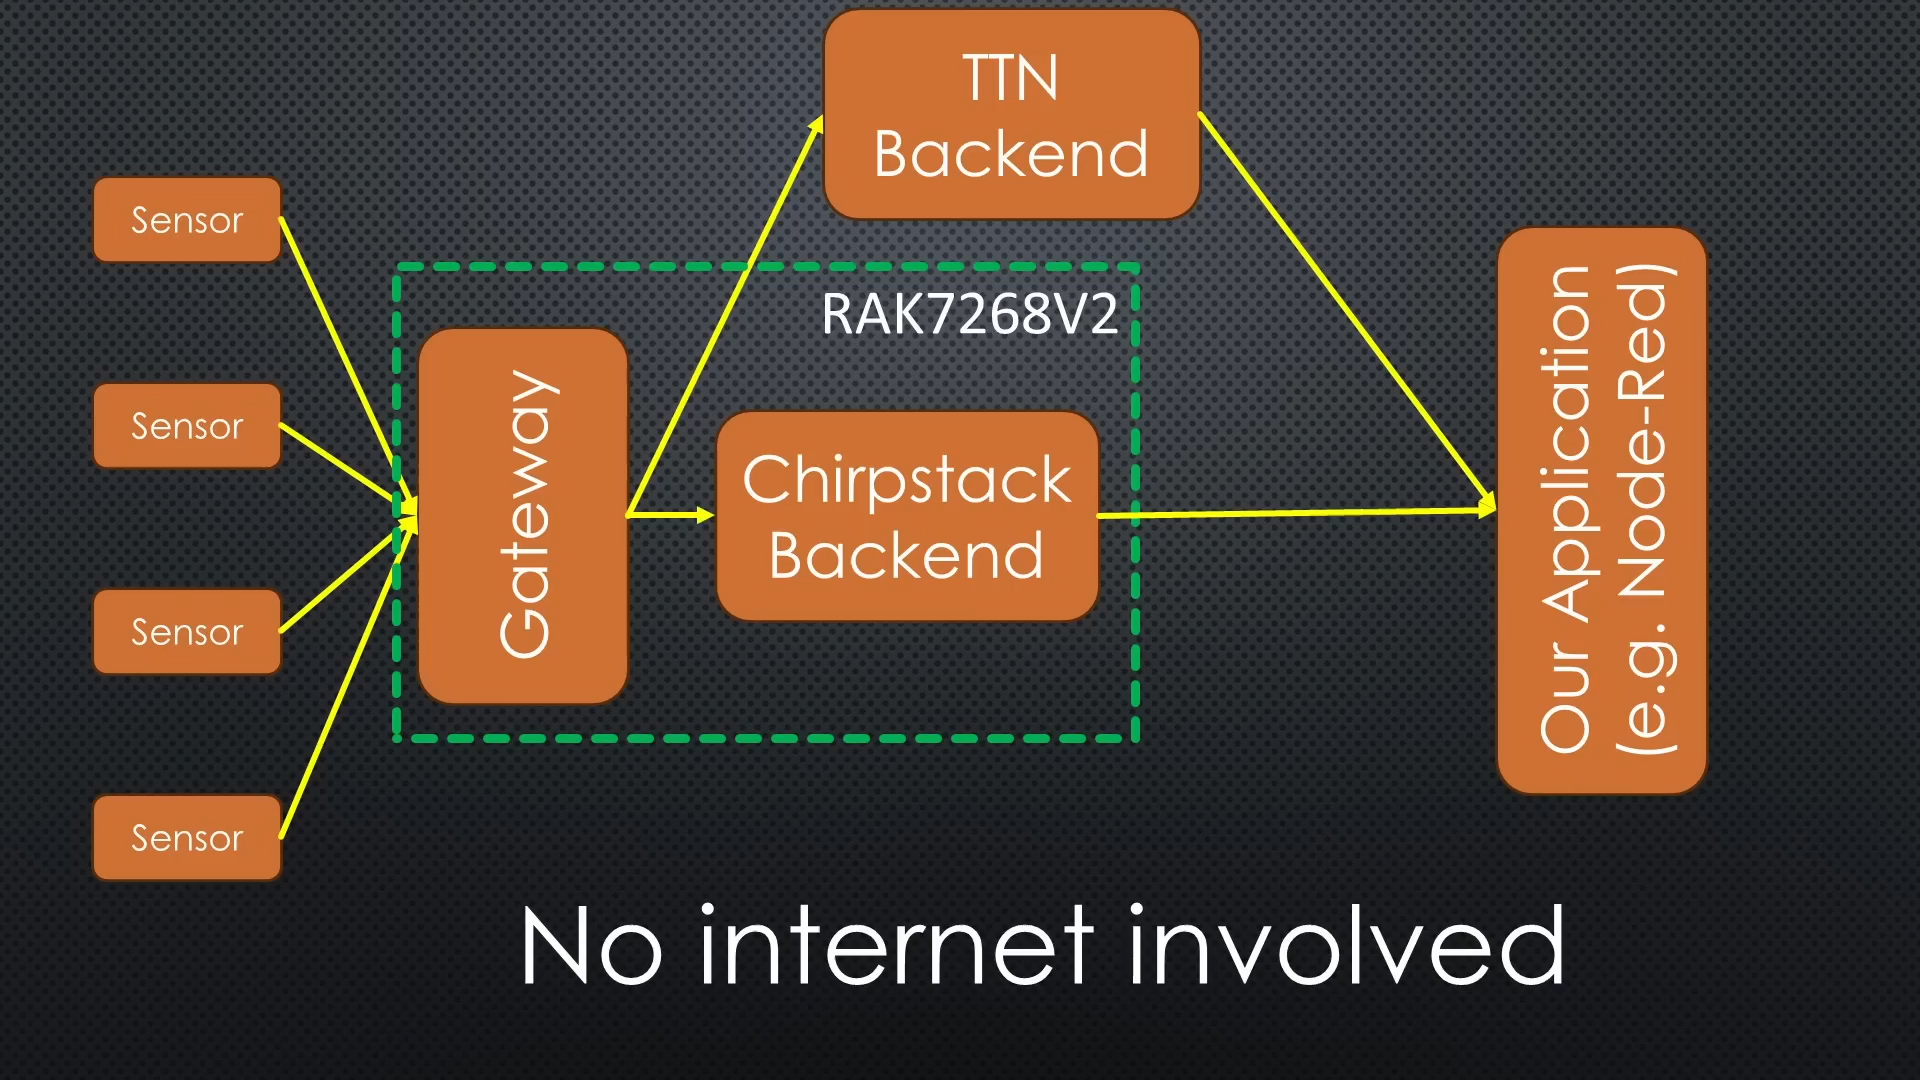 TTN
Backend
Sensor
Sensor
Sensor
Sensor
RAK7268V2
Gateway
Chirpstack
Backend
Our Application
(e.g. Node-Red)
No internet involved